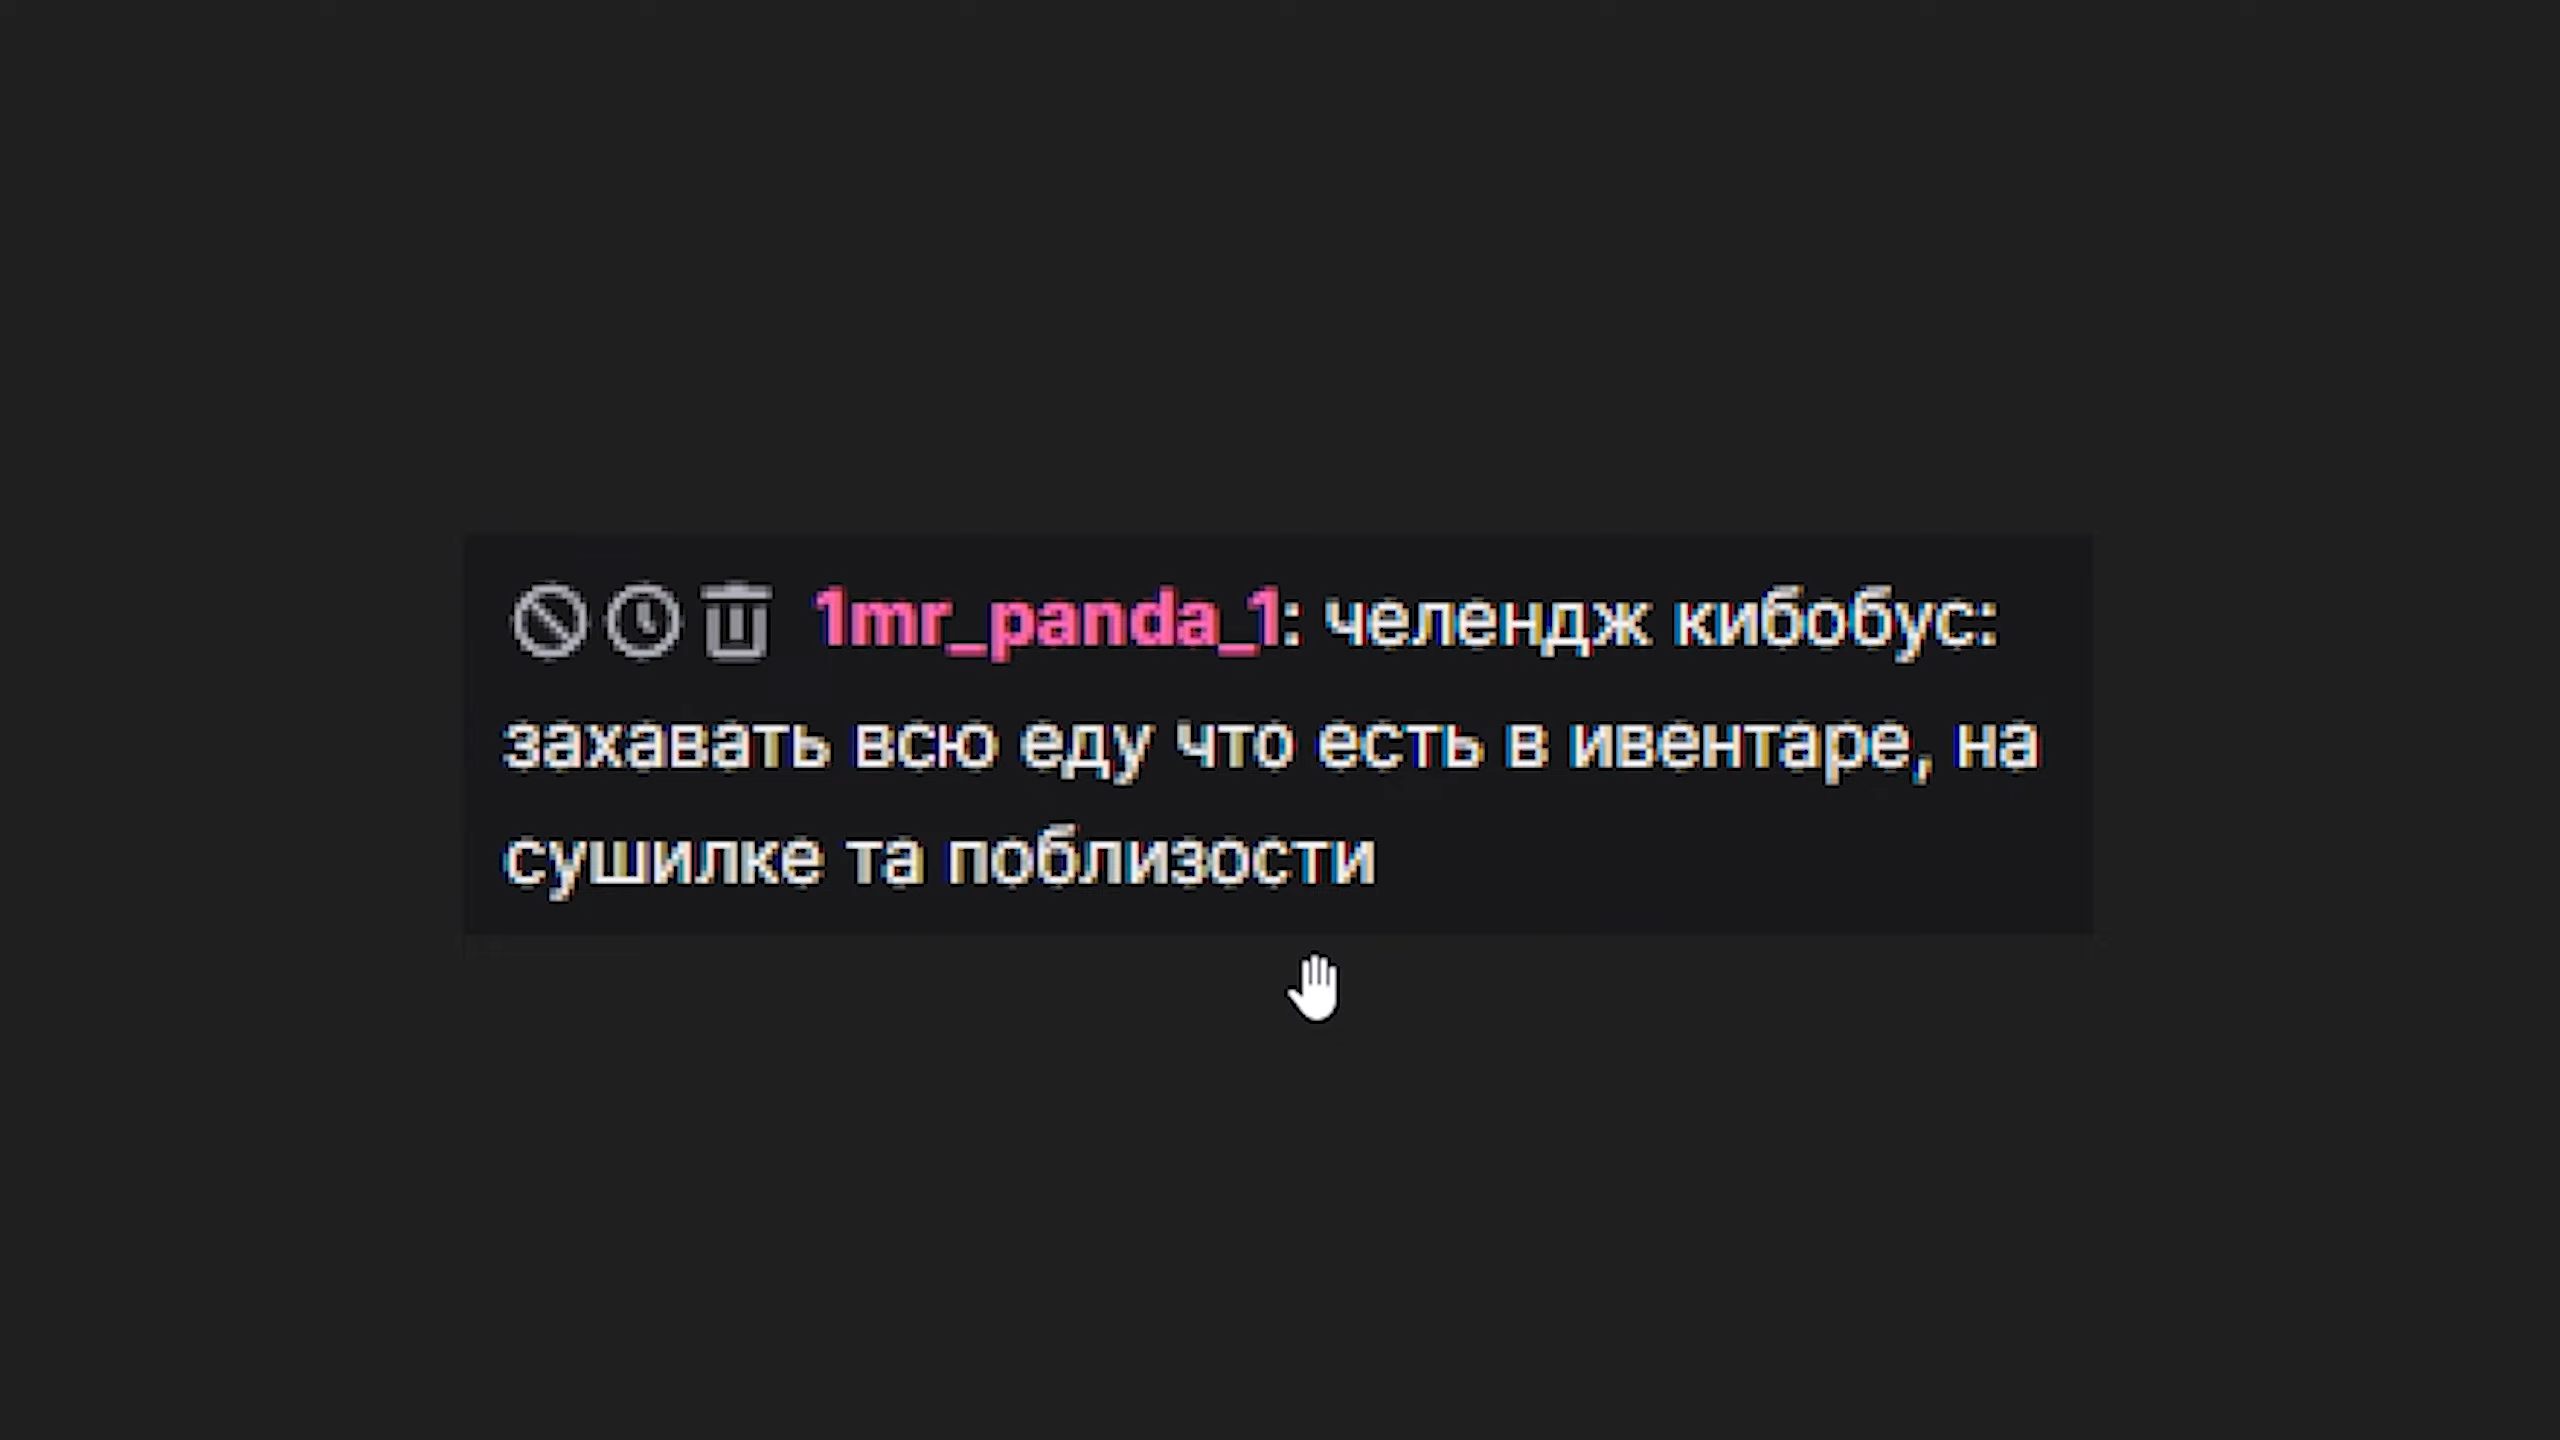 1mr_panda_1: челендж кибобус:
захавать всю еду что есть в ивентаре, на
сушилке та поблизости